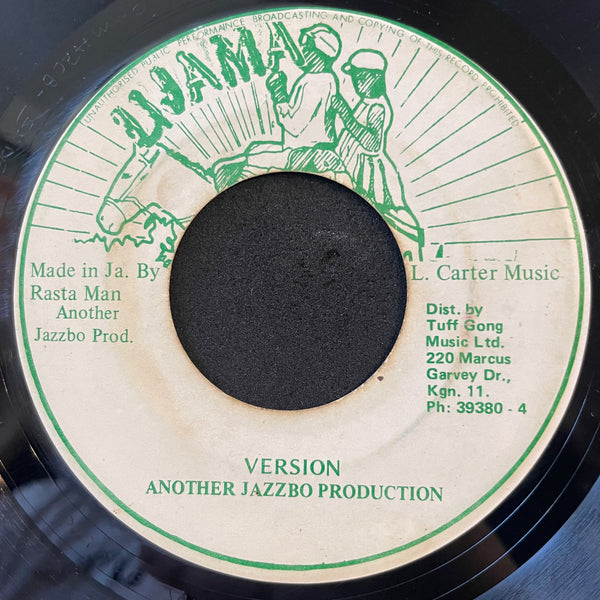 UNAUTHORISED PUBLIC PERFORMANCE BROADCASTING AND COPYING OF THIS RECORD PROHIBITED
UJAMA
Made in Ja. By
Rasta Man
Another
Jazzbo Prod.
L. Carter Music
Dist. by
Tuff Gong
Music Ltd.
220 Marcus
Garvey Dr.,
Kgn. 11.
Ph: 39380 - 4
VERSION
ANOTHER JAZZBO PRODUCTION